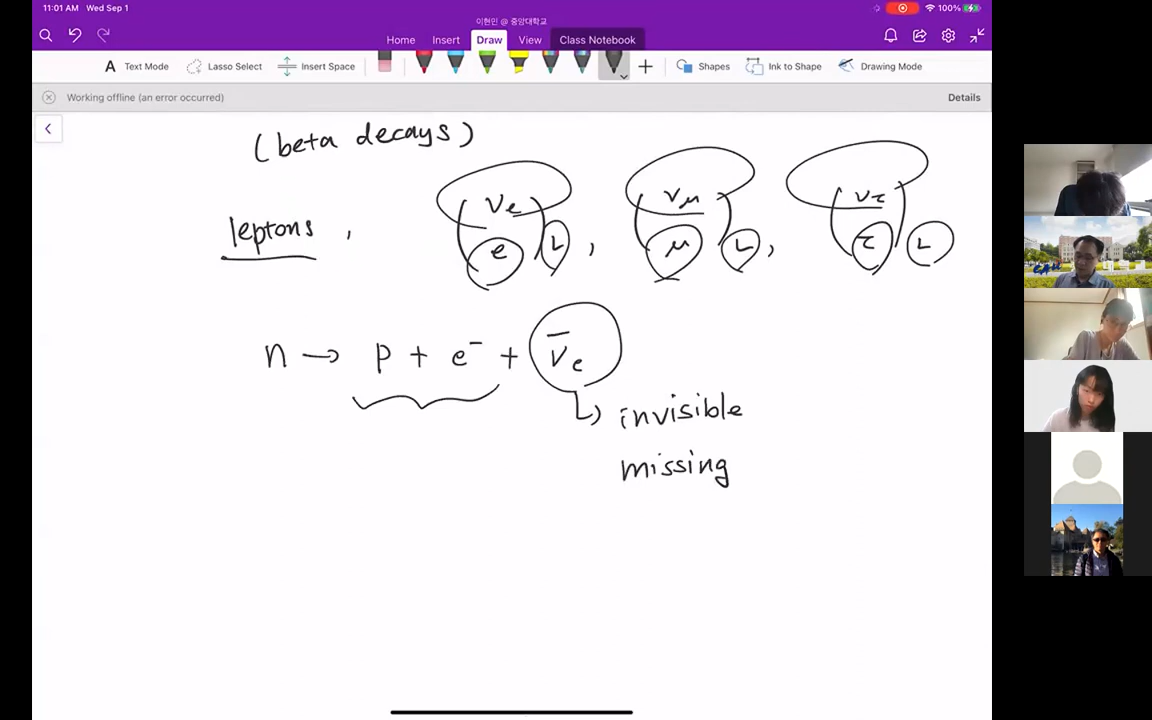 11:01 AM Wed Sep 1
100%
이현민 @ 중앙대학교
Home Insert Draw View Class Notebook
Text Mode Lasso Select Insert Space Shapes Ink to Shape Drawing Mode
Working offline (an error occurred) Details
(beta decays)
leptons , (νe e)L , (νμ μ)L , (ντ τ)L
n → p + e⁻ + ν̄e
↳ invisible
missing